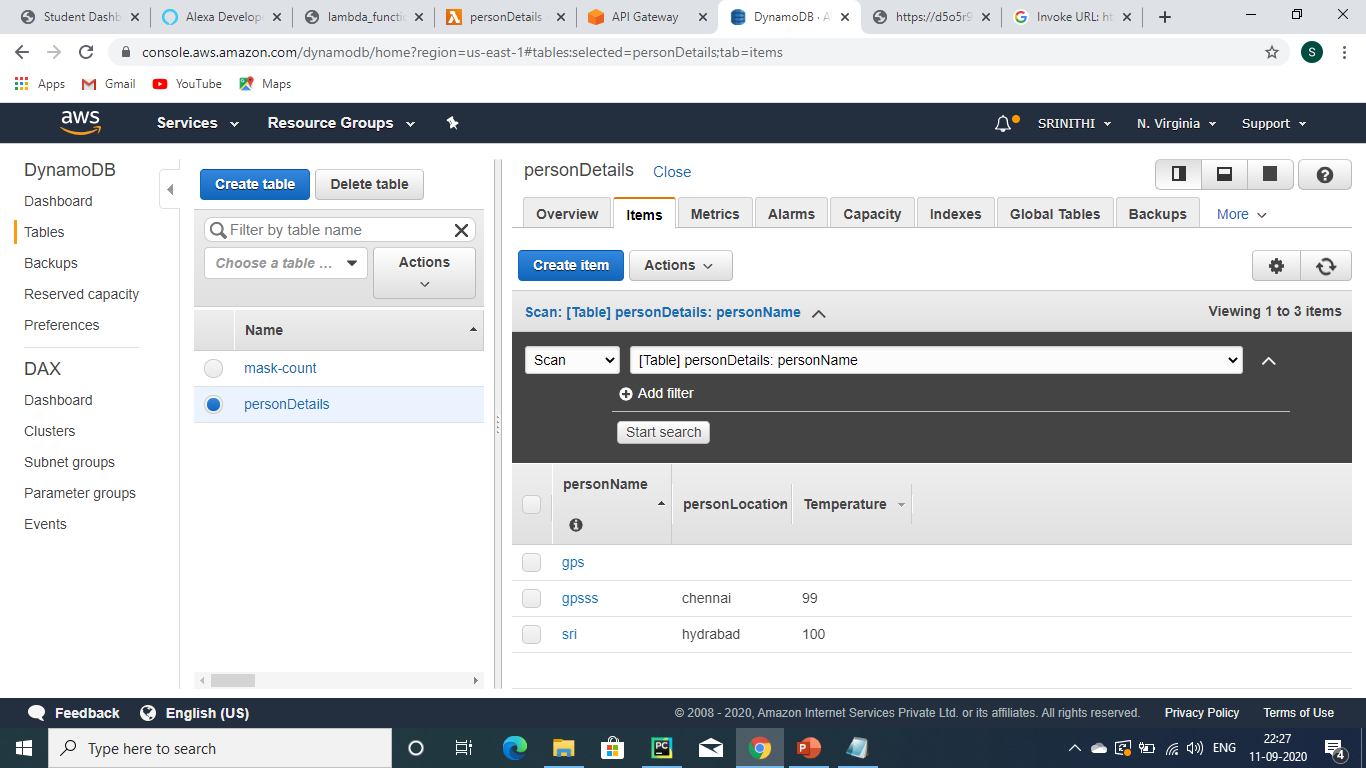 Student Dashb
Alexa Develop
lambda_functi
personDetails
API Gateway
DynamoDB · A
https://d5o5r9
Invoke URL: ht
console.aws.amazon.com/dynamodb/home?region=us-east-1#tables:selected=personDetails;tab=items
S
Apps Gmail YouTube Maps
aws Services Resource Groups SRINITHI N. Virginia Support
DynamoDB
Dashboard
Tables
Backups
Reserved capacity
Preferences
DAX
Dashboard
Clusters
Subnet groups
Parameter groups
Events
Create table Delete table
Filter by table name
Choose a table ... Actions
Name
mask-count
personDetails
personDetails Close
Overview Items Metrics Alarms Capacity Indexes Global Tables Backups More
Create item Actions
Scan: [Table] personDetails: personName Viewing 1 to 3 items
Scan [Table] personDetails: personName
Add filter
Start search
personName personLocation Temperature
gps
gpsss chennai 99
sri hydrabad 100
Feedback English (US) © 2008 - 2020, Amazon Internet Services Private Ltd. or its affiliates. All rights reserved. Privacy Policy Terms of Use
Type here to search
PC
P
ENG
22:27
11-09-2020
4